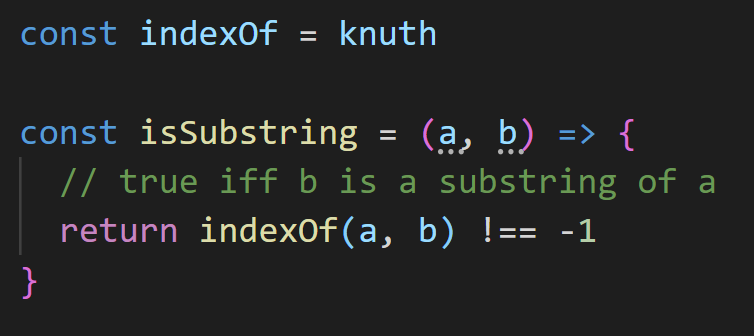 const indexOf = knuth
const isSubstring = (a, b) => {
// true iff b is a substring of a
return indexOf(a, b) !== -1
}